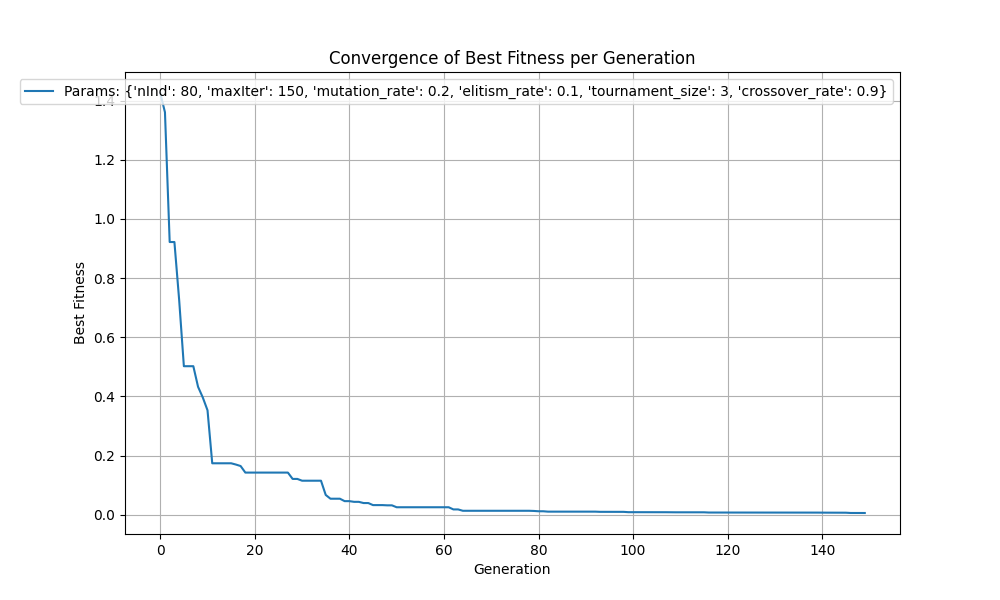 Convergence of Best Fitness per Generation
Params: {'nInd': 80, 'maxIter': 150, 'mutation_rate': 0.2, 'elitism_rate': 0.1, 'tournament_size': 3, 'crossover_rate': 0.9}
1.4
1.2
1.0
0.8
0.6
0.4
0.2
0.0
Best Fitness
0 20 40 60 80 100 120 140
Generation